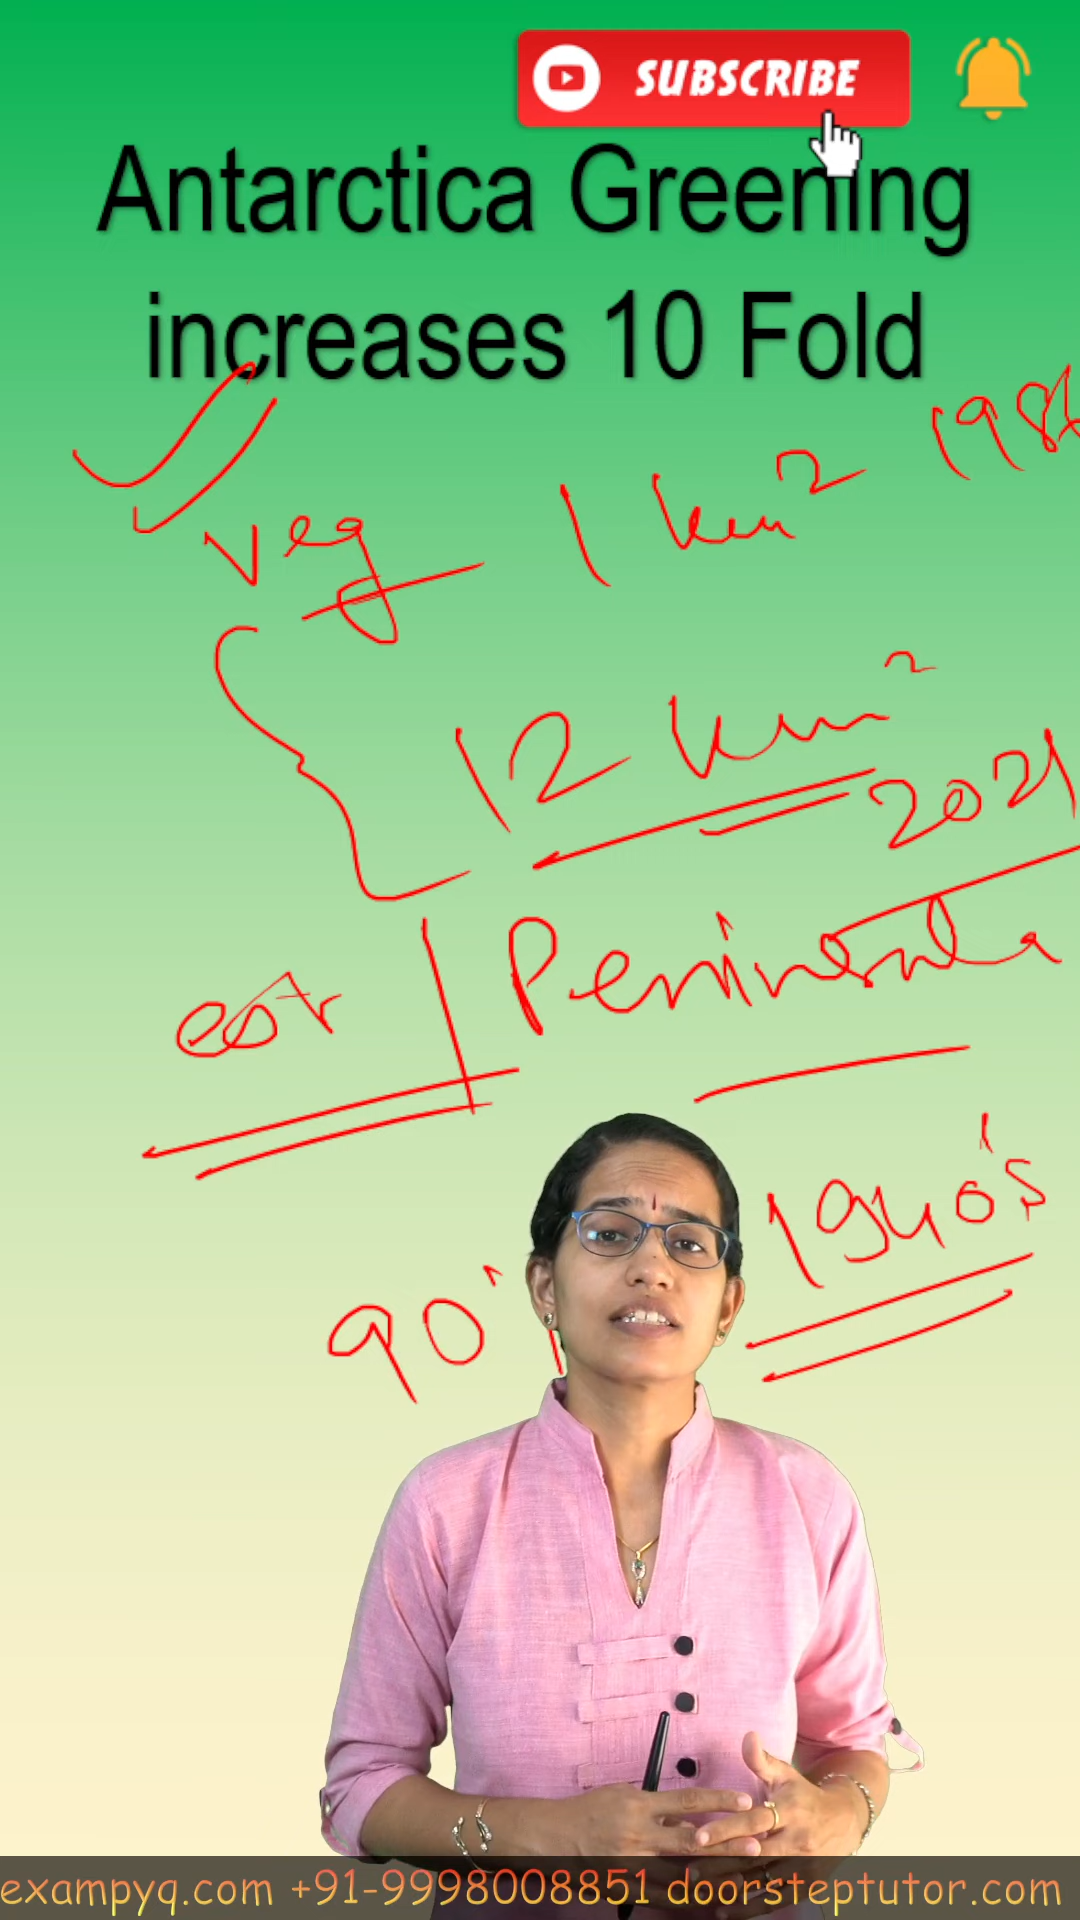 SUBSCRIBE
Antarctica Greening
increases 10 Fold
veg 1 km² 1986
12 km²
2021
Peninsula
1940's
90'
exampyq.com +91-9998008851 doorsteptutor.com